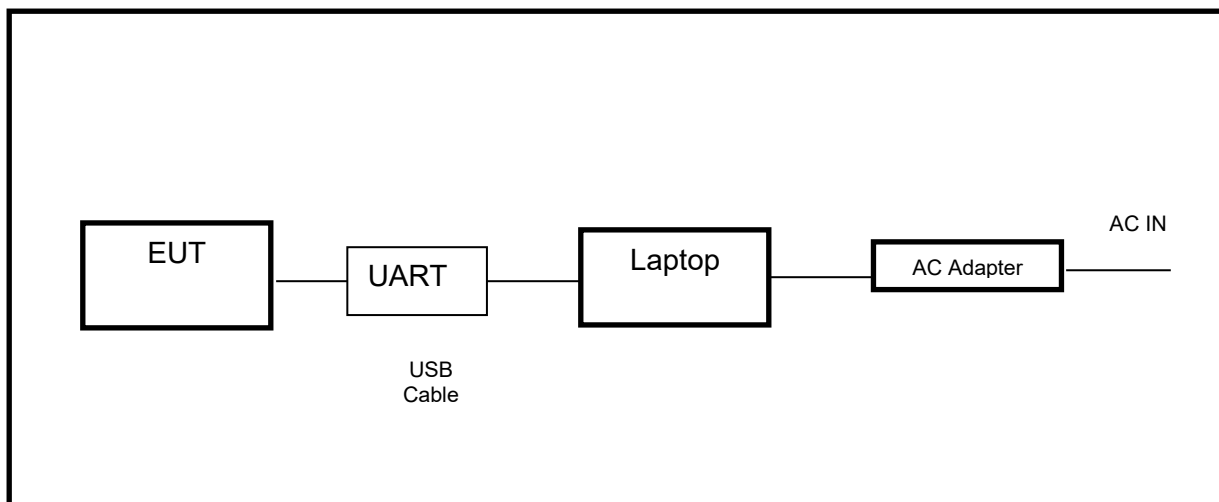 EUT
UART
Laptop
AC Adapter
AC IN
USB
Cable